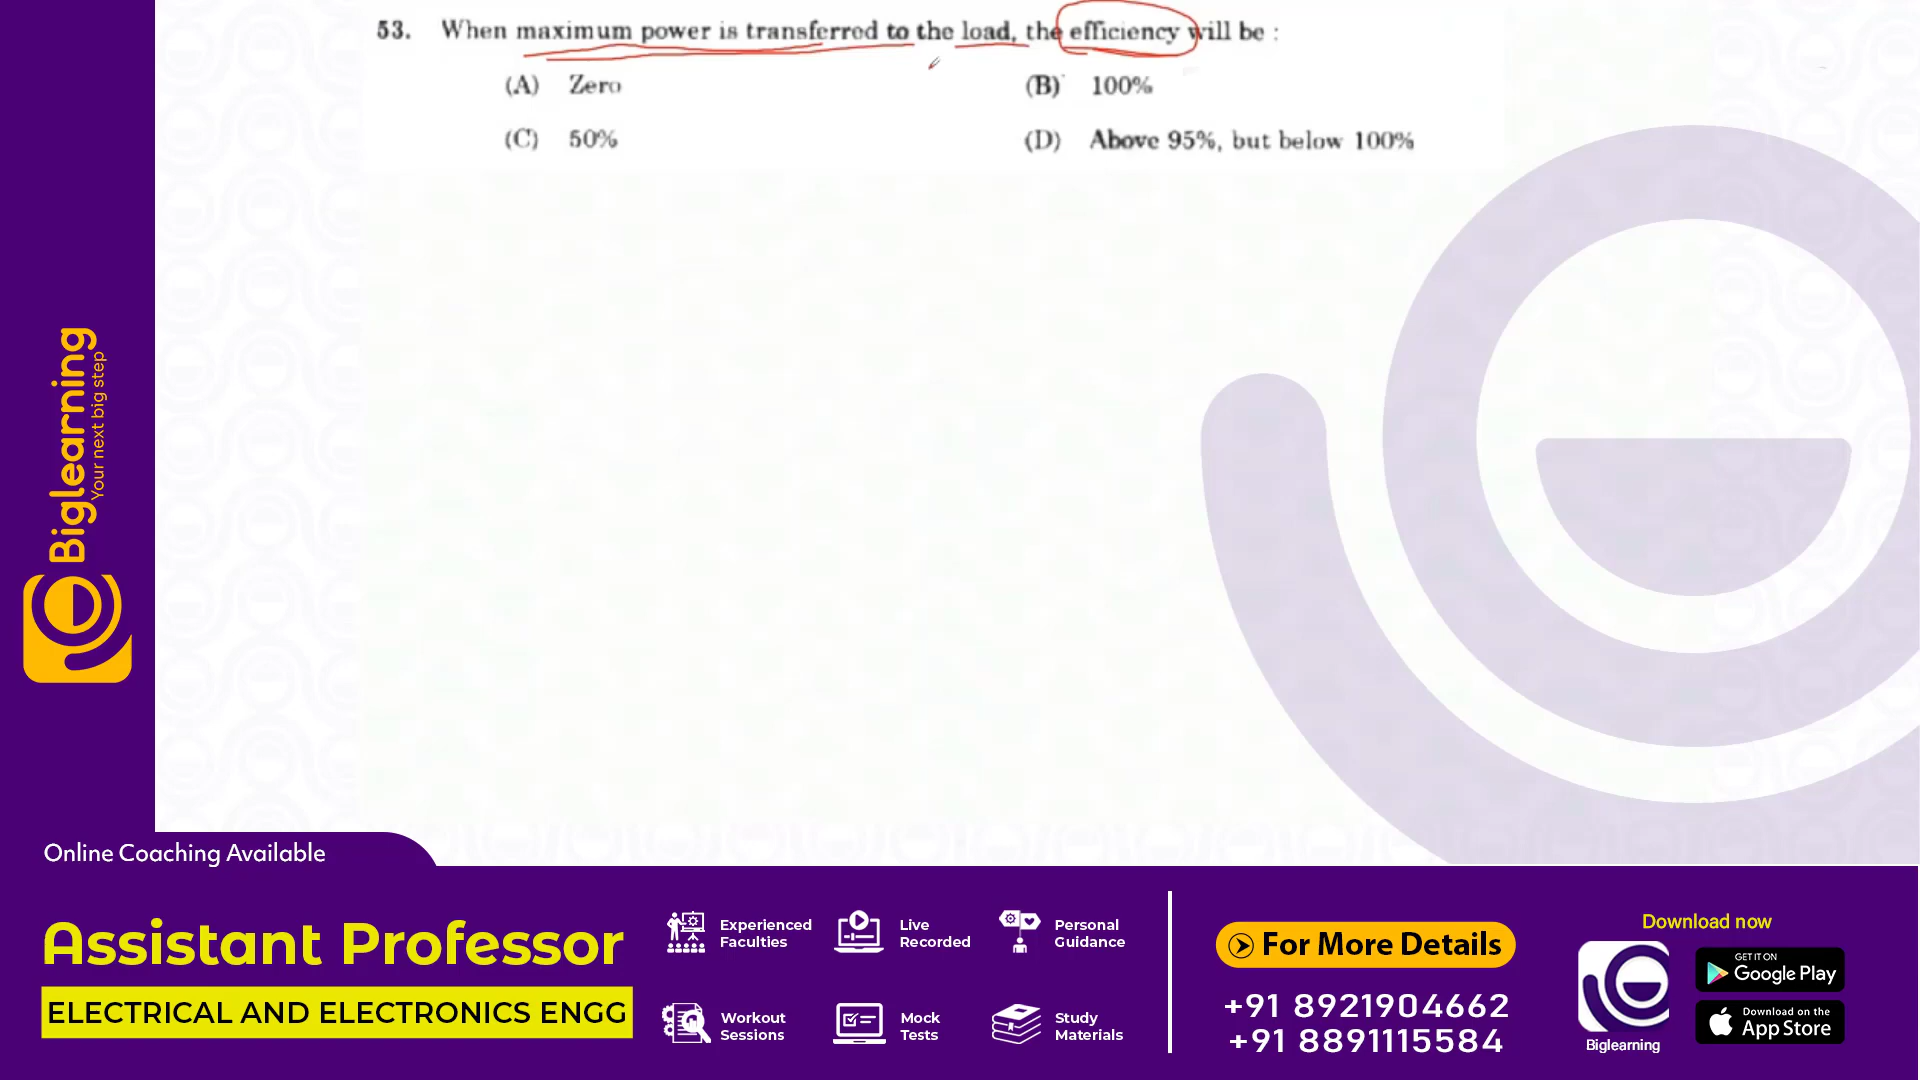 53. When maximum power is transferred to the load, the efficiency will be :
(A) Zero
(B) 100%
(C) 50%
(D) Above 95%, but below 100%
Biglearning
Your next big step
Online Coaching Available
Assistant Professor
ELECTRICAL AND ELECTRONICS ENGG
Experienced
Faculties
Live
Recorded
Personal
Guidance
Workout
Sessions
Mock
Tests
Study
Materials
For More Details
+91 8921904662
+91 8891115584
Download now
Biglearning
GET IT ON
Google Play
Download on the
App Store